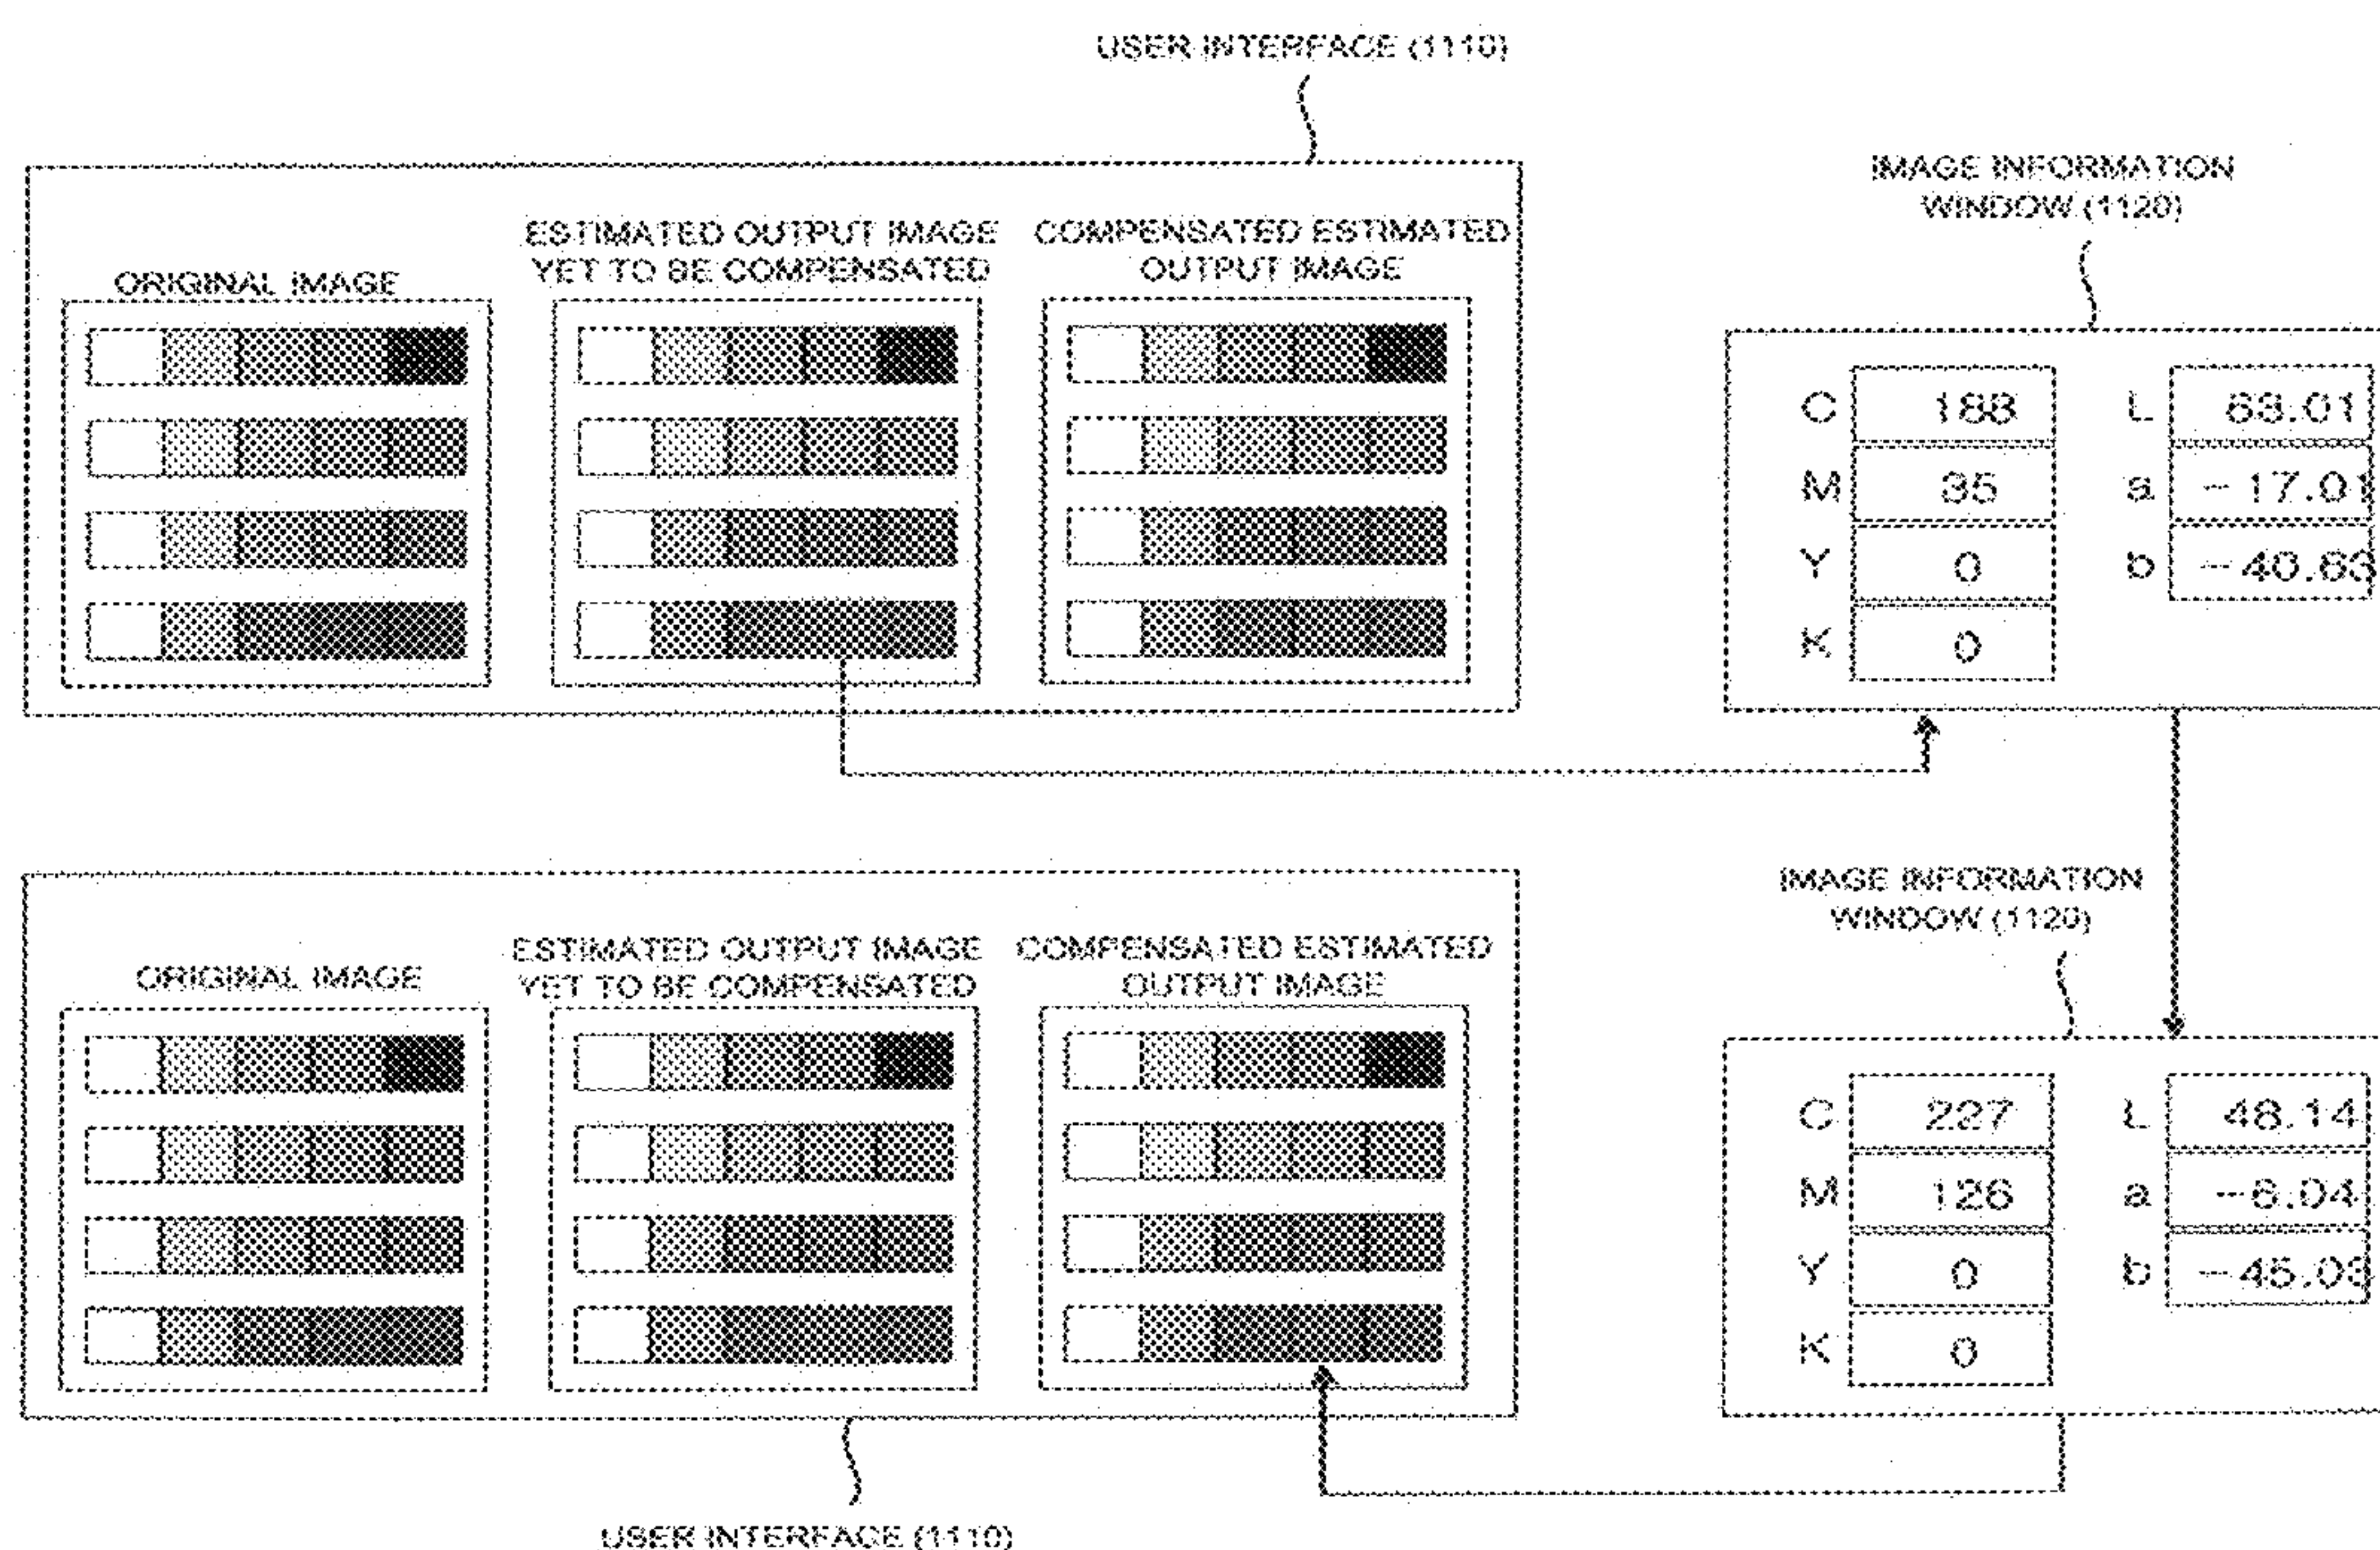 USER INTERFACE (1110)
IMAGE INFORMATION
WINDOW (1120)
ORIGINAL IMAGE
ESTIMATED OUTPUT IMAGE
YET TO BE COMPENSATED
COMPENSATED ESTIMATED
OUTPUT IMAGE
C 188 L 63.01
M 35 a -17.01
Y 0 b -40.63
K 0
IMAGE INFORMATION
WINDOW (1120)
ORIGINAL IMAGE
ESTIMATED OUTPUT IMAGE
YET TO BE COMPENSATED
COMPENSATED ESTIMATED
OUTPUT IMAGE
C 227 L 48.14
M 126 a -6.04
Y 0 b -45.03
K 0
USER INTERFACE (1110)